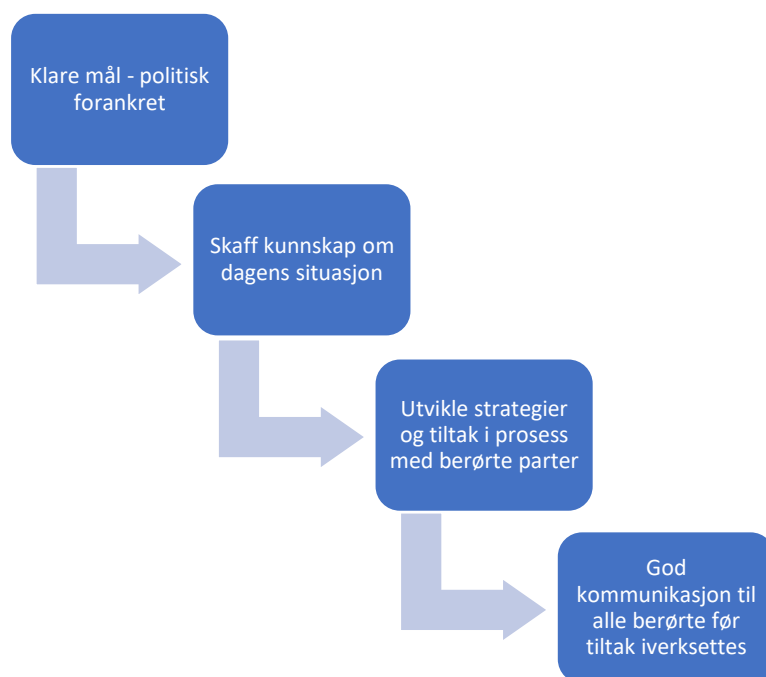 Klare mål - politisk
forankret
Skaff kunnskap om
dagens situasjon
Utvikle strategier
og tiltak i prosess
med berørte parter
God
kommunikasjon til
alle berørte før
tiltak iverksettes